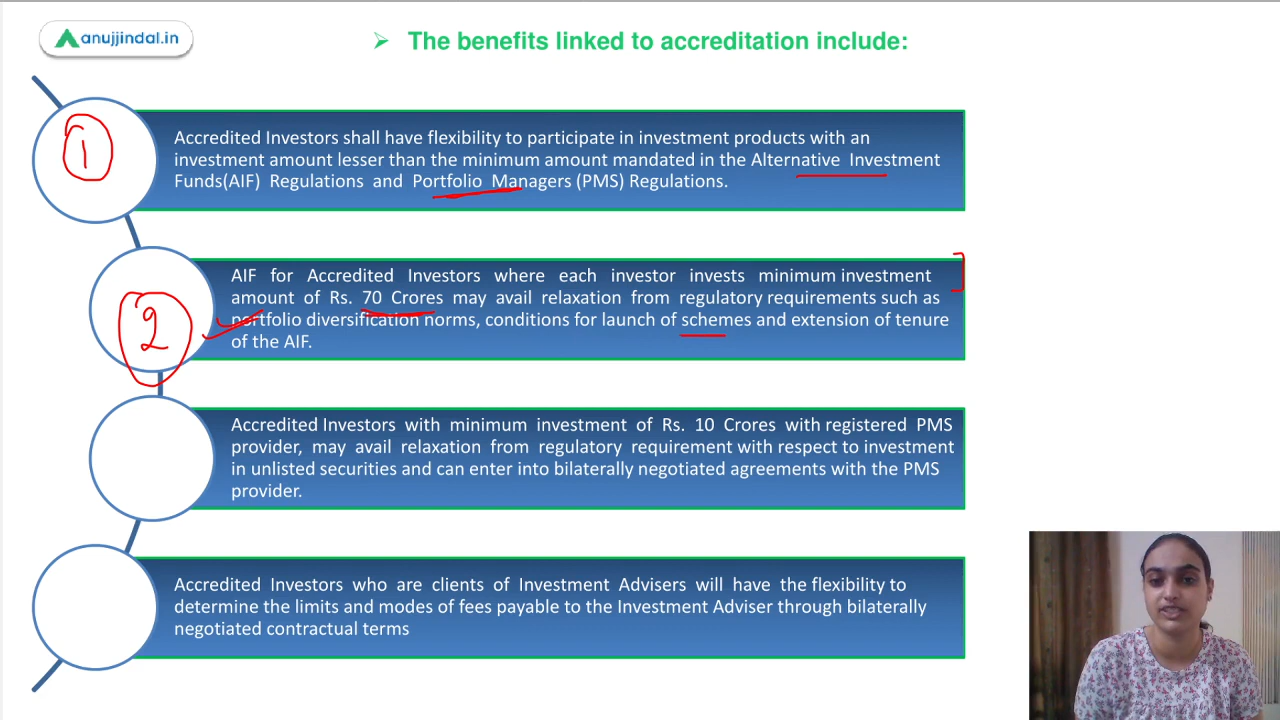 anujjindal.in
➤ The benefits linked to accreditation include:
1
Accredited Investors shall have flexibility to participate in investment products with an
investment amount lesser than the minimum amount mandated in the Alternative Investment
Funds(AIF) Regulations and Portfolio Managers (PMS) Regulations.
2
AIF for Accredited Investors where each investor invests minimum investment
amount of Rs. 70 Crores may avail relaxation from regulatory requirements such as
portfolio diversification norms, conditions for launch of schemes and extension of tenure
of the AIF.
Accredited Investors with minimum investment of Rs. 10 Crores with registered PMS
provider, may avail relaxation from regulatory requirement with respect to investment
in unlisted securities and can enter into bilaterally negotiated agreements with the PMS
provider.
Accredited Investors who are clients of Investment Advisers will have the flexibility to
determine the limits and modes of fees payable to the Investment Adviser through bilaterally
negotiated contractual terms